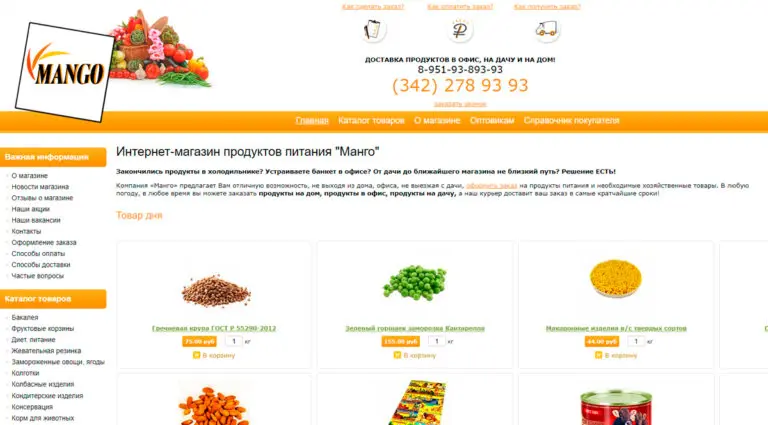 Как сделать заказ?
Как оплатить заказ?
Как получить заказ?
MANGO
ДОСТАВКА ПРОДУКТОВ В ОФИС, НА ДАЧУ И НА ДОМ!
8-951-93-893-93
(342) 278 93 93
заказать звонок
Главная Каталог товаров О магазине Оптовикам Справочник покупателя
Важная информация
О магазине
Новости магазина
Отзывы о магазине
Наши акции
Наши вакансии
Контакты
Оформление заказа
Способы оплаты
Способы доставки
Частые вопросы
Каталог товаров
Бакалея
Фруктовые корзины
Диет. питание
Жевательная резинка
Замороженные овощи, ягоды
Колготки
Колбасные изделия
Кондитерские изделия
Консервация
Корм для животных
Интернет-магазин продуктов питания "Манго"
Закончились продукты в холодильнике? Устраиваете банкет в офисе? От дачи до ближайшего магазина не близкий путь? Решение ЕСТЬ!
Компания «Манго» предлагает Вам отличную возможность, не выходя из дома, офиса, не выезжая с дачи, оформить заказ на продукты питания и необходимые хозяйственные товары. В любую
погоду, в любое время вы можете заказать продукты на дом, продукты в офис, продукты на дачу, а наш курьер доставит ваш заказ в самые кратчайшие сроки!
Товар дня
Гречневая крупа ГОСТ Р 55290-2012
75.00 руб 1 кг
В корзину
Зеленый горошек заморозка Кантирепов
155.00 руб 1 кг
В корзину
Макаронные изделия в/с твердых сортов
44.00 руб 1 кг
В корзину